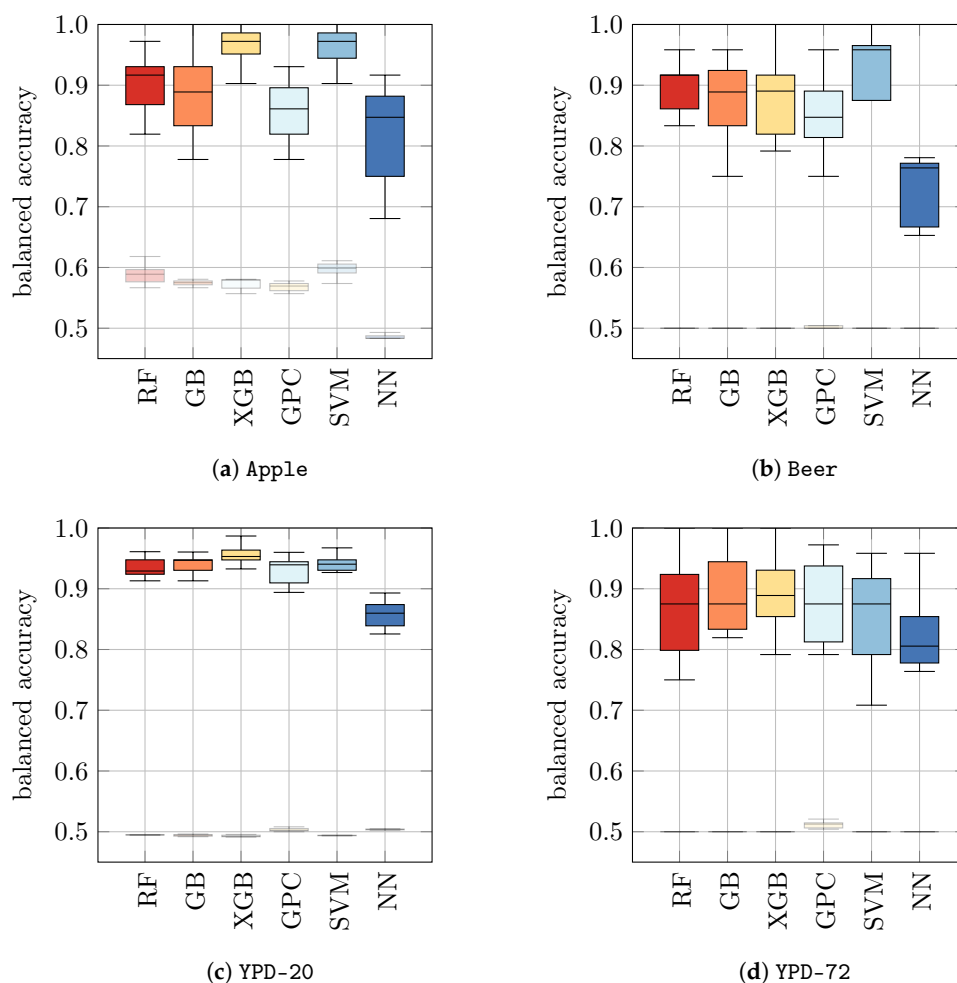 1.0
0.9
0.8
0.7
0.6
0.5
balanced accuracy
RF
GB
XGB
GPC
SVM
NN
(a) Apple
1.0
0.9
0.8
0.7
0.6
0.5
balanced accuracy
RF
GB
XGB
GPC
SVM
NN
(b) Beer
1.0
0.9
0.8
0.7
0.6
0.5
balanced accuracy
RF
GB
XGB
GPC
SVM
NN
(c) YPD-20
1.0
0.9
0.8
0.7
0.6
0.5
balanced accuracy
RF
GB
XGB
GPC
SVM
NN
(d) YPD-72